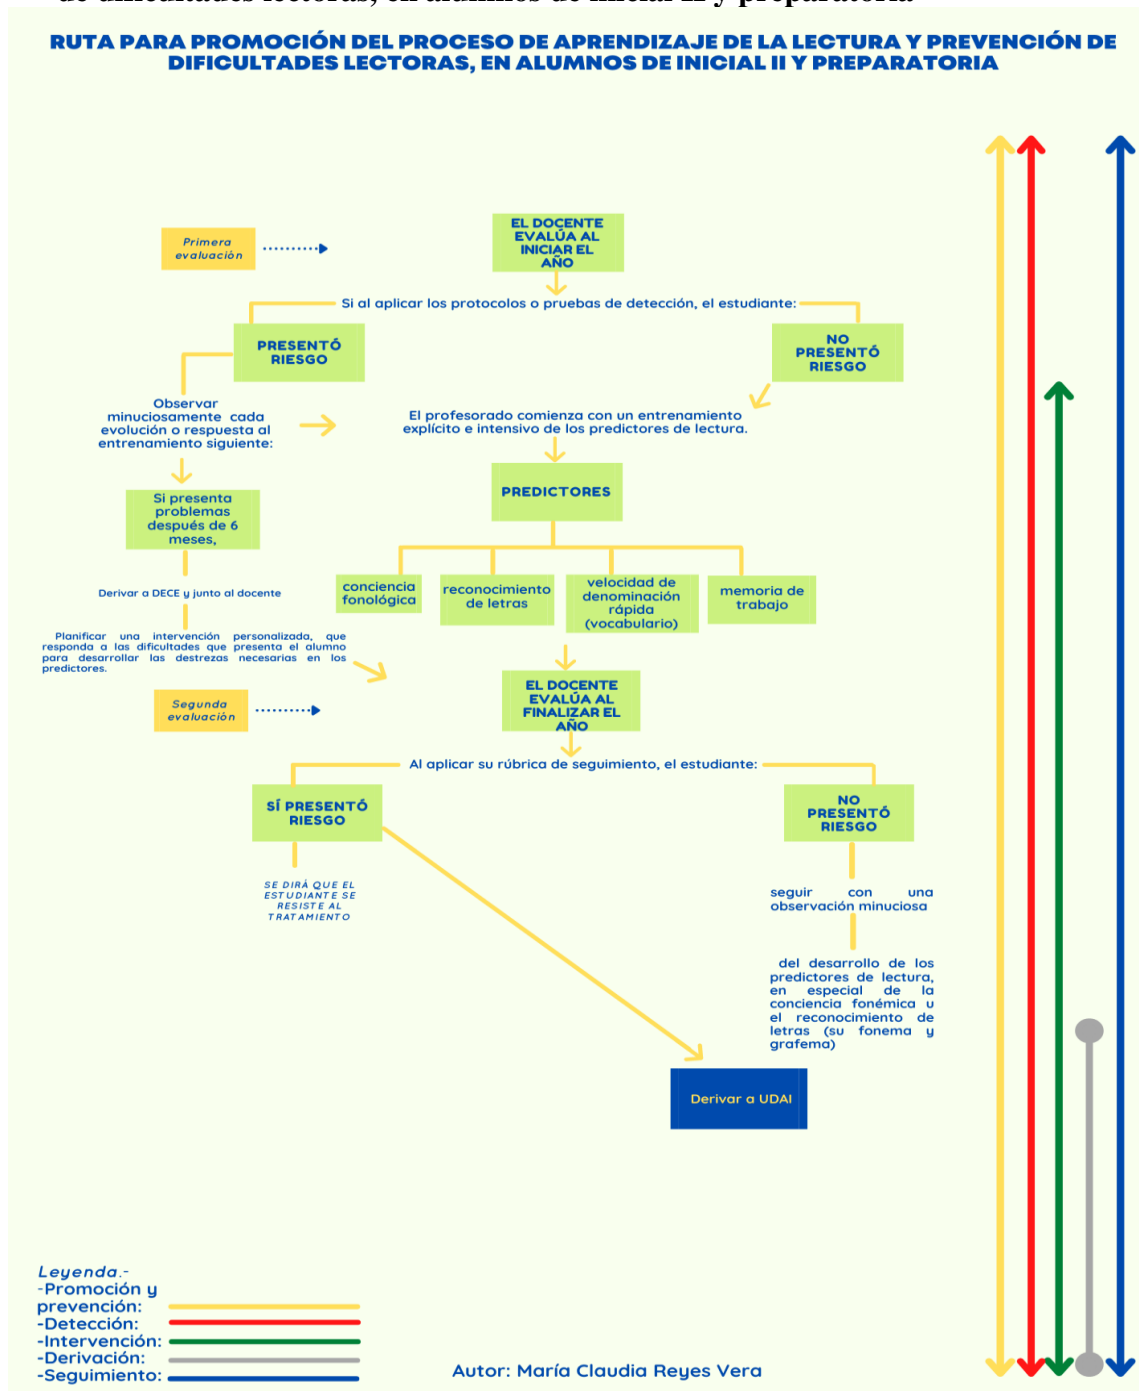 de dificultades lectoras, en alumnos de inicial II y preparatoria
RUTA PARA PROMOCIÓN DEL PROCESO DE APRENDIZAJE DE LA LECTURA Y PREVENCIÓN DE
DIFICULTADES LECTORAS, EN ALUMNOS DE INICIAL II Y PREPARATORIA
Primera
evaluación
EL DOCENTE
EVALÚA AL
INICIAR EL
AÑO
Si al aplicar los protocolos o pruebas de detección, el estudiante:
PRESENTÓ
RIESGO
NO
PRESENTÓ
RIESGO
Observar
minuciosamente cada
evolución o respuesta al
entrenamiento siguiente:
El profesorado comienza con un entrenamiento
explícito e intensivo de los predictores de lectura.
Si presenta
problemas
después de 6
meses,
PREDICTORES
conciencia
fonológica
reconocimiento
de letras
velocidad de
denominación
rápida
(vocabulario)
memoria de
trabajo
Derivar a DECE y junto al docente
Planificar una intervención personalizada, que
responda a las dificultades que presenta el alumno
para desarrollar las destrezas necesarias en los
predictores.
Segunda
evaluación
EL DOCENTE
EVALÚA AL
FINALIZAR EL
AÑO
Al aplicar su rúbrica de seguimiento, el estudiante:
SÍ PRESENTÓ
RIESGO
NO
PRESENTÓ
RIESGO
SE DIRÁ QUE EL
ESTUDIANTE SE
RESISTE AL
TRATAMIENTO
seguir con una
observación minuciosa
del desarrollo de los
predictores de lectura,
en especial de la
conciencia fonémica y
el reconocimiento de
letras (su fonema y
grafema)
Derivar a UDAI
Leyenda.-
-Promoción y
prevención:
-Detección:
-Intervención:
-Derivación:
-Seguimiento:
Autor: María Claudia Reyes Vera